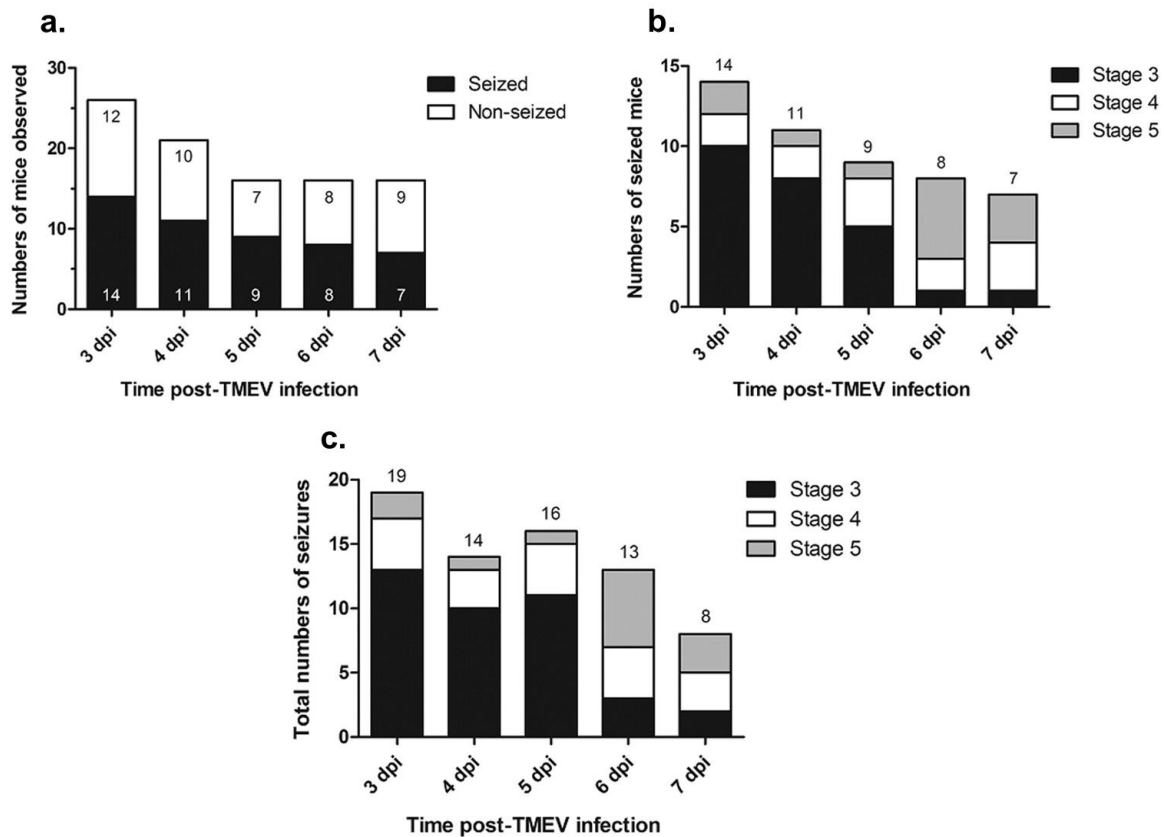 a.
Numbers of mice observed
30
20
10
0
12
10
7
8
9
14
11
9
8
7
3 dpi
4 dpi
5 dpi
6 dpi
7 dpi
Time post-TMEV infection
Seized
Non-seized
b.
Numbers of seized mice
15
10
5
0
14
11
9
8
7
3 dpi
4 dpi
5 dpi
6 dpi
7 dpi
Time post-TMEV infection
Stage 3
Stage 4
Stage 5
c.
Total numbers of seizures
20
15
10
5
0
19
14
16
13
8
3 dpi
4 dpi
5 dpi
6 dpi
7 dpi
Time post-TMEV infection
Stage 3
Stage 4
Stage 5